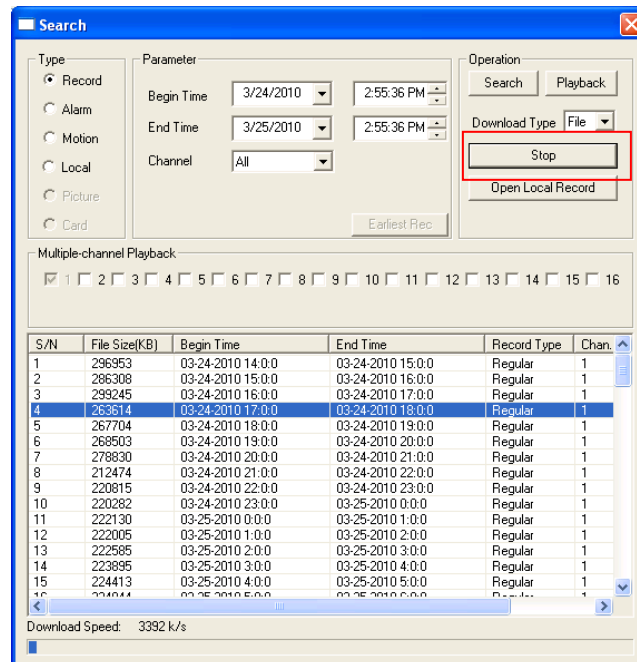 Search
Type
Record
Alarm
Motion
Local
Picture
Card
Parameter
Begin Time 3/24/2010 2:55:36 PM
End Time 3/25/2010 2:55:36 PM
Channel All
Earliest Rec
Operation
Search Playback
Download Type File
Stop
Open Local Record
Multiple-channel Playback
1 2 3 4 5 6 7 8 9 10 11 12 13 14 15 16
S/N File Size(KB) Begin Time End Time Record Type Chan.
1 296953 03-24-2010 14:0:0 03-24-2010 15:0:0 Regular 1
2 286308 03-24-2010 15:0:0 03-24-2010 16:0:0 Regular 1
3 299245 03-24-2010 16:0:0 03-24-2010 17:0:0 Regular 1
4 263614 03-24-2010 17:0:0 03-24-2010 18:0:0 Regular 1
5 267704 03-24-2010 18:0:0 03-24-2010 19:0:0 Regular 1
6 268503 03-24-2010 19:0:0 03-24-2010 20:0:0 Regular 1
7 278830 03-24-2010 20:0:0 03-24-2010 21:0:0 Regular 1
8 212474 03-24-2010 21:0:0 03-24-2010 22:0:0 Regular 1
9 220815 03-24-2010 22:0:0 03-24-2010 23:0:0 Regular 1
10 220282 03-24-2010 23:0:0 03-25-2010 0:0:0 Regular 1
11 222130 03-25-2010 0:0:0 03-25-2010 1:0:0 Regular 1
12 222005 03-25-2010 1:0:0 03-25-2010 2:0:0 Regular 1
13 222585 03-25-2010 2:0:0 03-25-2010 3:0:0 Regular 1
14 223895 03-25-2010 3:0:0 03-25-2010 4:0:0 Regular 1
15 224413 03-25-2010 4:0:0 03-25-2010 5:0:0 Regular 1
Download Speed: 3392 k/s